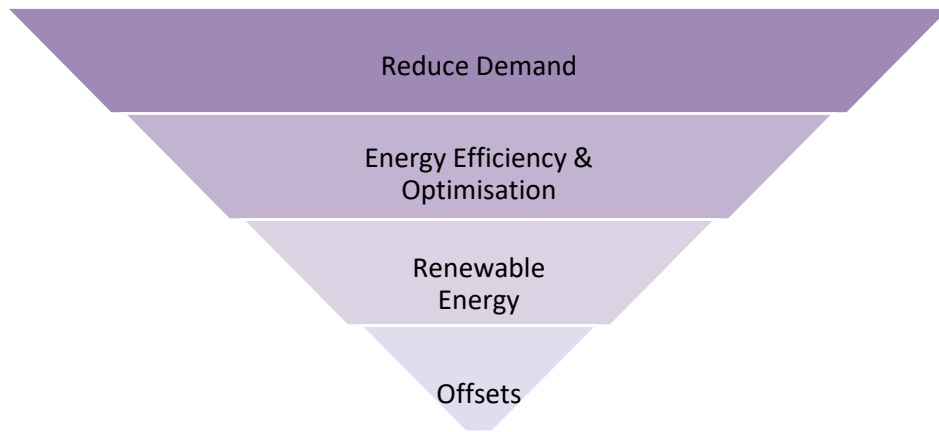 Reduce Demand
Energy Efficiency &
Optimisation
Renewable
Energy
Offsets